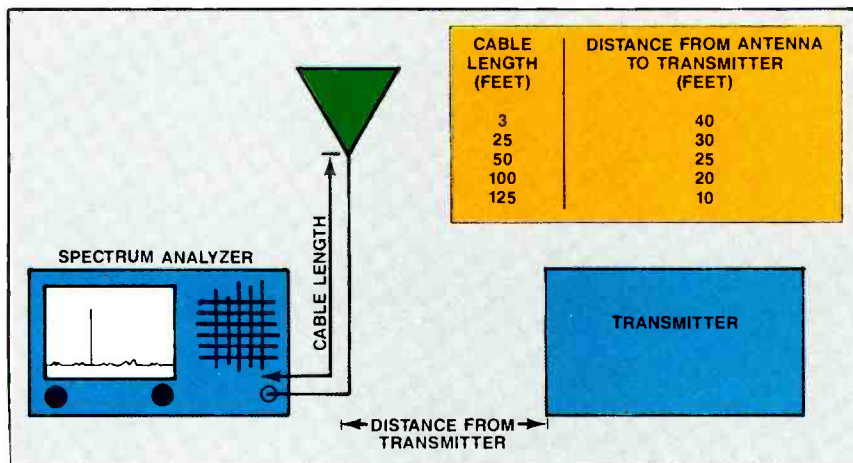 CABLE LENGTH (FEET)
DISTANCE FROM ANTENNA TO TRANSMITTER (FEET)
3 40
25 30
50 25
100 20
125 10
SPECTRUM ANALYZER
CABLE LENGTH
TRANSMITTER
DISTANCE FROM
TRANSMITTER